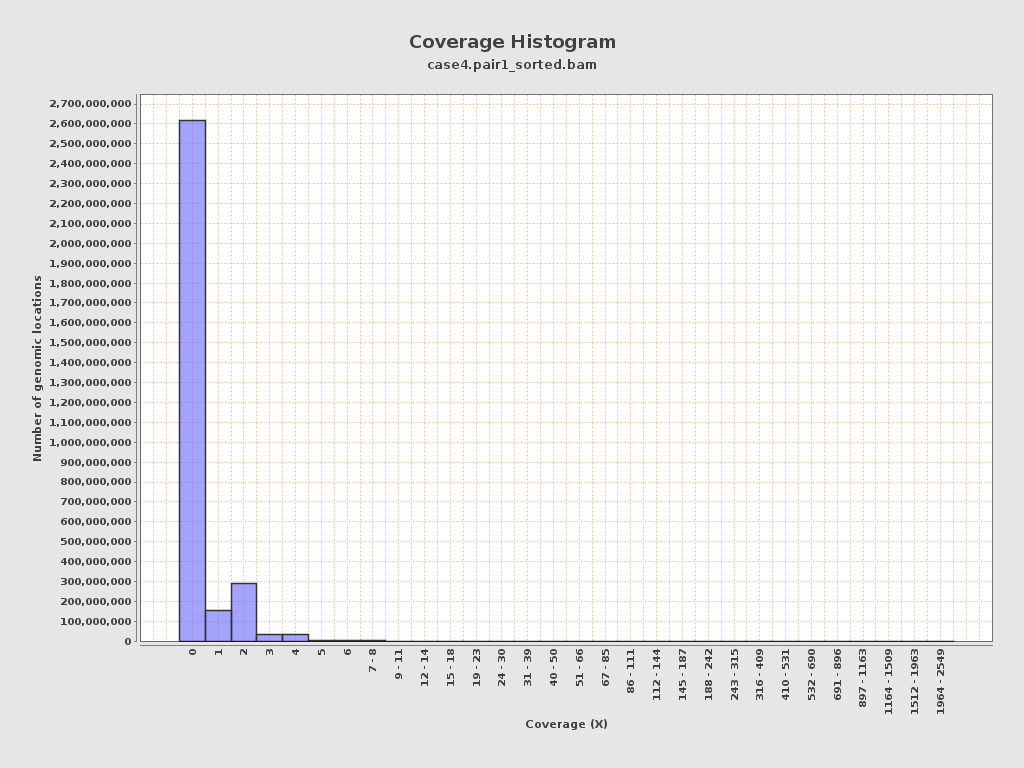 Coverage Histogram
case4.pair1_sorted.bam
Number of genomic locations
2,700,000,000
2,600,000,000
2,500,000,000
2,400,000,000
2,300,000,000
2,200,000,000
2,100,000,000
2,000,000,000
1,900,000,000
1,800,000,000
1,700,000,000
1,600,000,000
1,500,000,000
1,400,000,000
1,300,000,000
1,200,000,000
1,100,000,000
1,000,000,000
900,000,000
800,000,000
700,000,000
600,000,000
500,000,000
400,000,000
300,000,000
200,000,000
100,000,000
0
0
1
2
3
4
5
6
7 - 8
9 - 11
12 - 14
15 - 18
19 - 23
24 - 30
31 - 39
40 - 50
51 - 66
67 - 85
86 - 111
112 - 144
145 - 187
188 - 242
243 - 315
316 - 409
410 - 531
532 - 690
691 - 896
897 - 1163
1164 - 1509
1512 - 1963
1964 - 2549
Coverage (X)